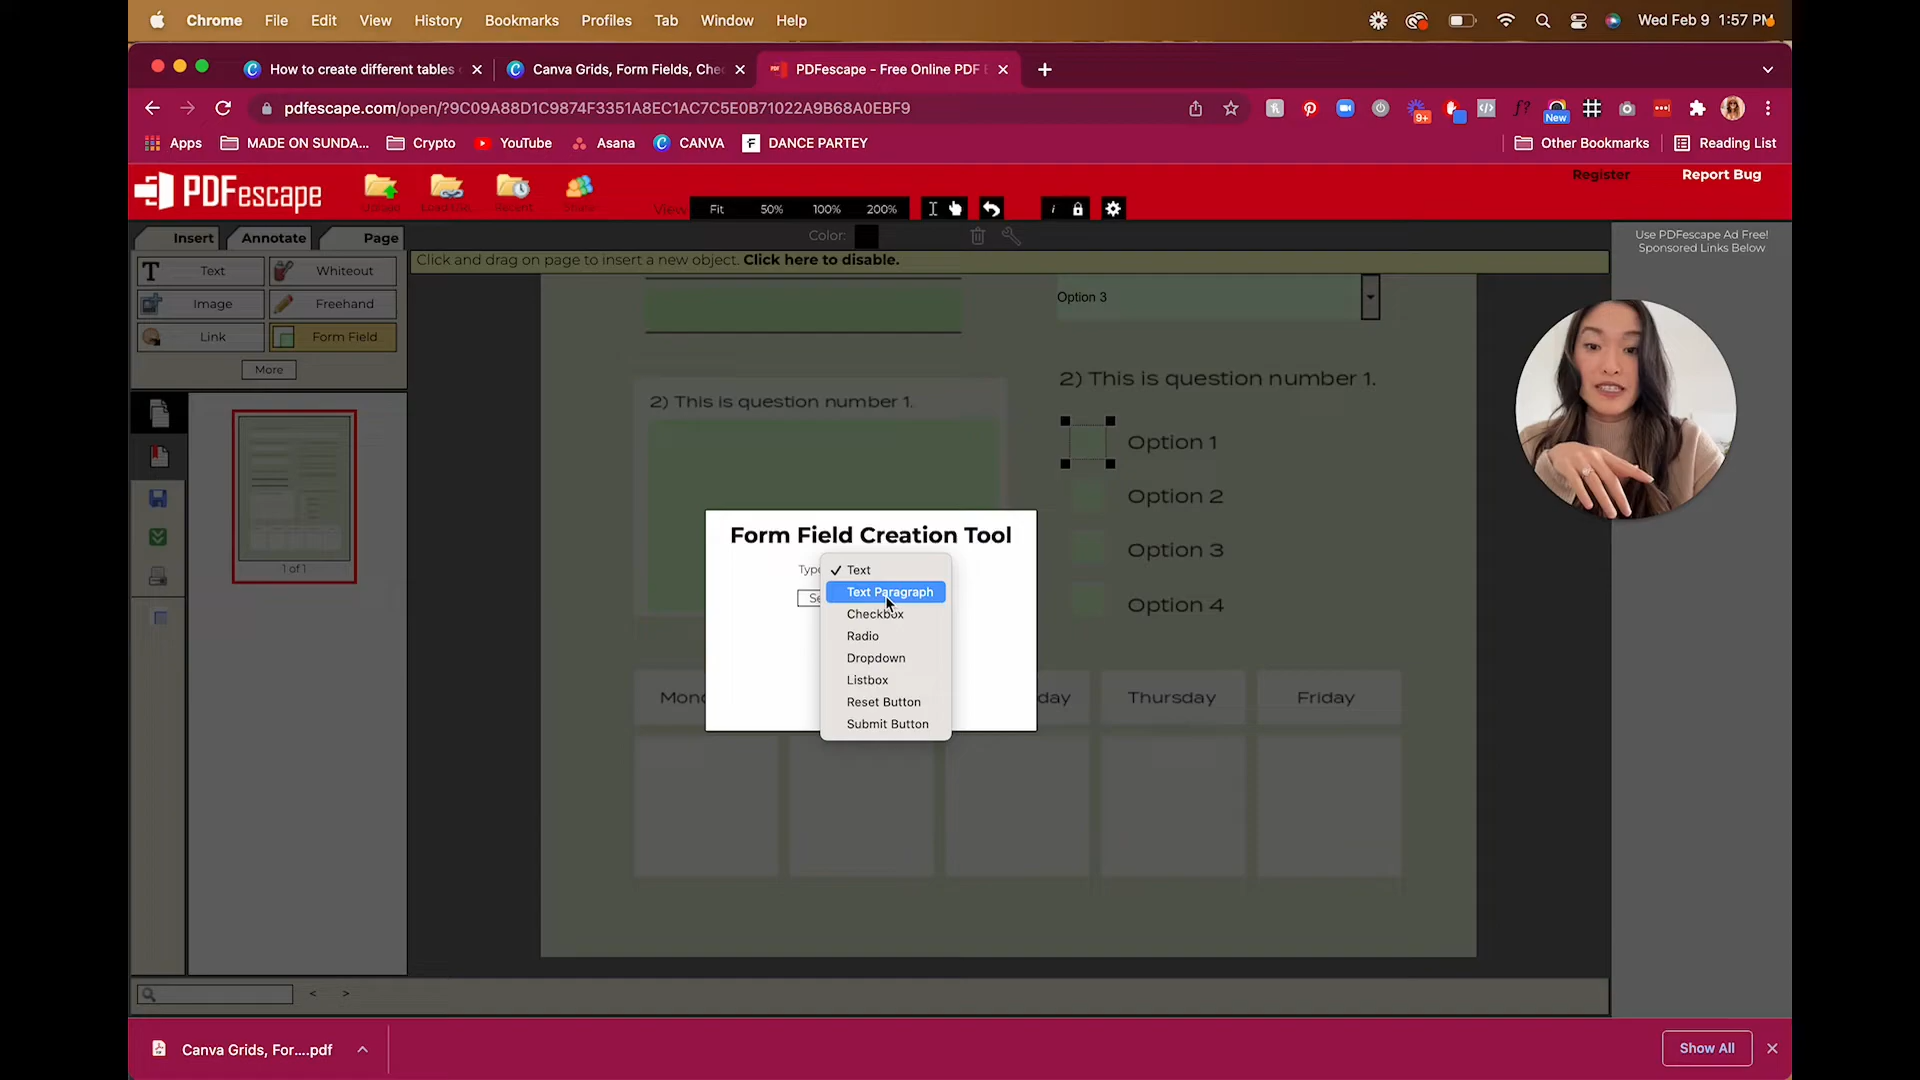 Chrome File Edit View History Bookmarks Profiles Tab Window Help Wed Feb 9 1:57 PM
How to create different tables Canva Grids, Form Fields, Che PDFescape - Free Online PDF E
pdfescape.com/open/?9C09A88D1C9874F3351A8EC1AC7C5E0B71022A9B68A0EBF9
9+ New
Apps MADE ON SUNDA... Crypto YouTube Asana CANVA DANCE PARTEY Other Bookmarks Reading List
PDFescape
Upload
Recent
Share
View Fit 50% 100% 200%
Register Report Bug
Insert Annotate Page
Color:
Use PDFescape Ad Free!
Sponsored Links Below
Click and drag on page to insert a new object. Click here to disable.
Text Whiteout
Image Freehand
Link Form Field
More
1 of 1
Option 3
2) This is question number 1.
2) This is question number 1.
Option 1
Option 2
Option 3
Option 4
Form Field Creation Tool
Type
Text
Text Paragraph
Checkbox
Radio
Dropdown
Listbox
Reset Button
Submit Button
Thursday Friday
< >
Canva Grids, For....pdf
Show All